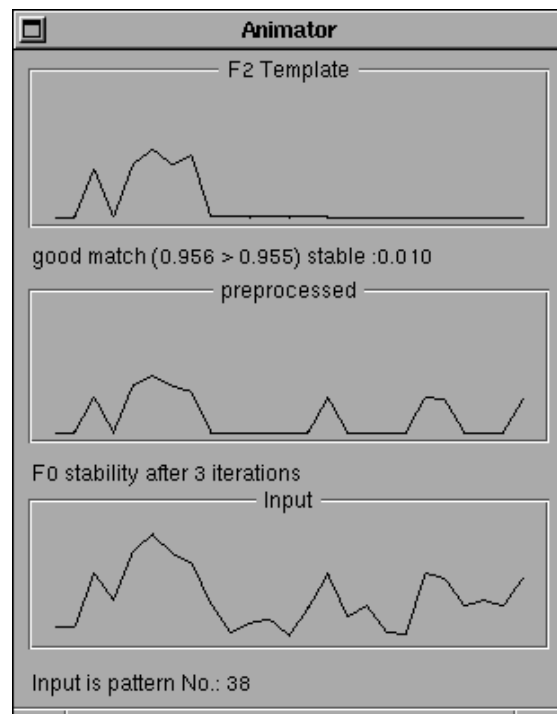 Animator
F2 Template
good match (0.956 > 0.955) stable :0.010
preprocessed
F0 stability after 3 iterations
Input
Input is pattern No.: 38